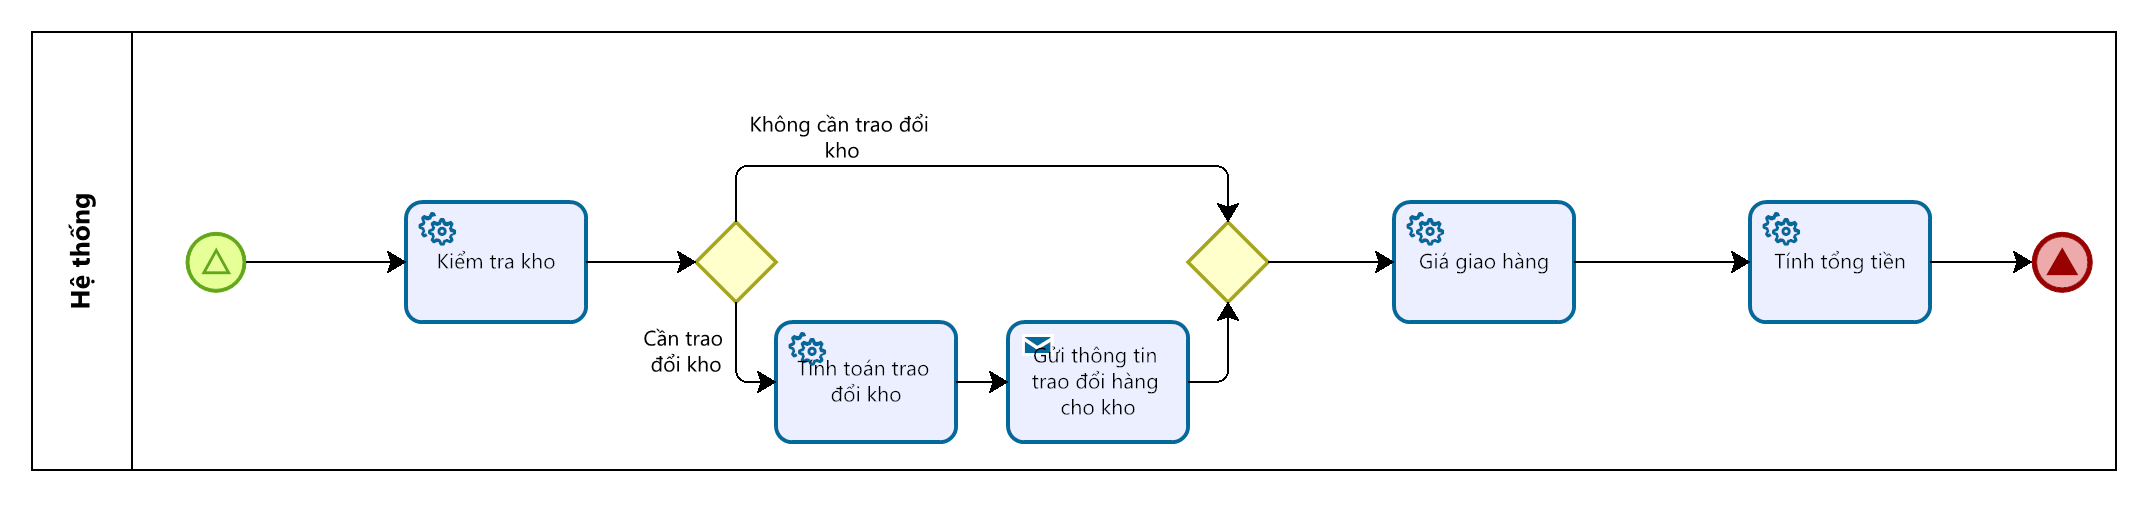 Hệ thống
Kiểm tra kho
Không cần trao đổi
kho
Cần trao
đổi kho
Tính toán trao
đổi kho
Gửi thông tin
trao đổi hàng
cho kho
Giá giao hàng
Tính tổng tiền